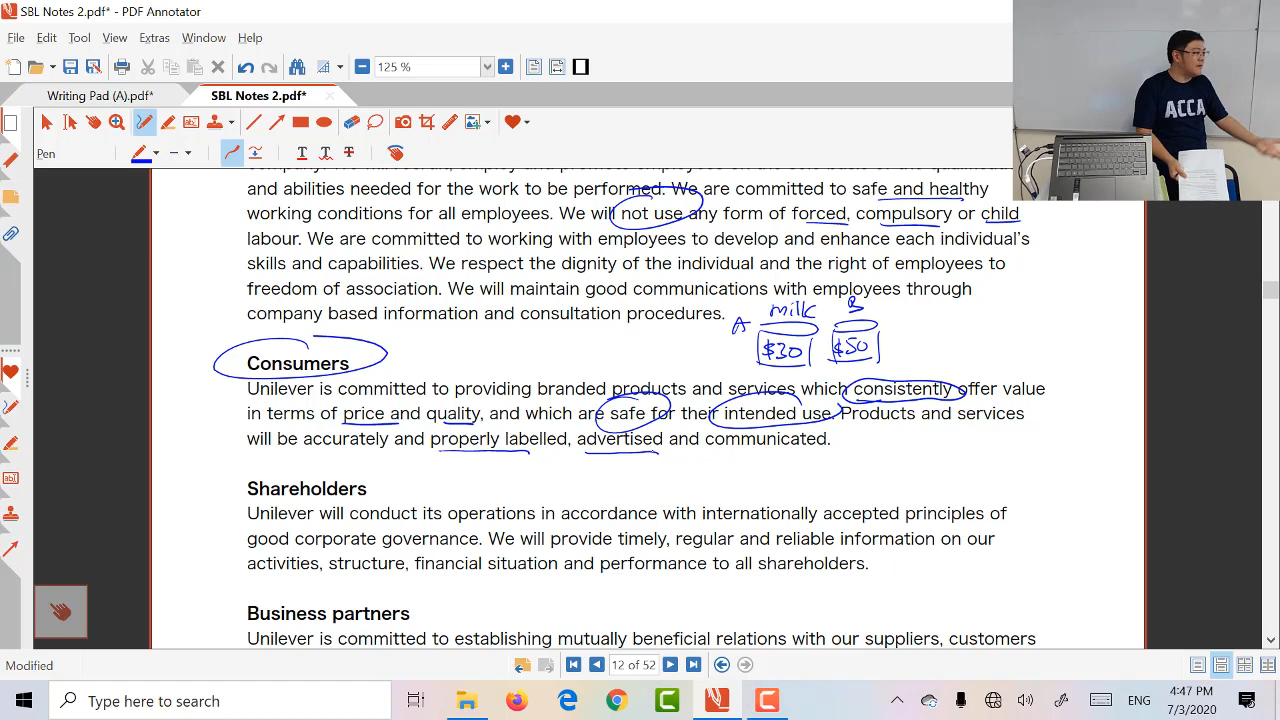 SBL Notes 2.pdf* - PDF Annotator
File Edit Tool View Extras Window Help
125 %
Writing Pad (A).pdf* SBL Notes 2.pdf*
Pen
ACCA
and abilities needed for the work to be performed. We are committed to safe and healthy
working conditions for all employees. We will not use any form of forced, compulsory or child
labour. We are committed to working with employees to develop and enhance each individual's
skills and capabilities. We respect the dignity of the individual and the right of employees to
freedom of association. We will maintain good communications with employees through
company based information and consultation procedures.
milk B
A
$30 $50
Consumers
Unilever is committed to providing branded products and services which consistently offer value
in terms of price and quality, and which are safe for their intended use. Products and services
will be accurately and properly labelled, advertised and communicated.
Shareholders
Unilever will conduct its operations in accordance with internationally accepted principles of
good corporate governance. We will provide timely, regular and reliable information on our
activities, structure, financial situation and performance to all shareholders.
Business partners
Unilever is committed to establishing mutually beneficial relations with our suppliers, customers
12 of 52
Modified
Type here to search
ENG
4:47 PM
7/3/2020